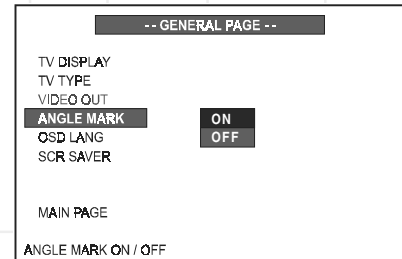 -- GENERAL PAGE --
TV DISPLAY
TV TYPE
VIDEO OUT
ANGLE MARK ON
OSD LANG OFF
SCR SAVER
MAIN PAGE
ANGLE MARK ON / OFF